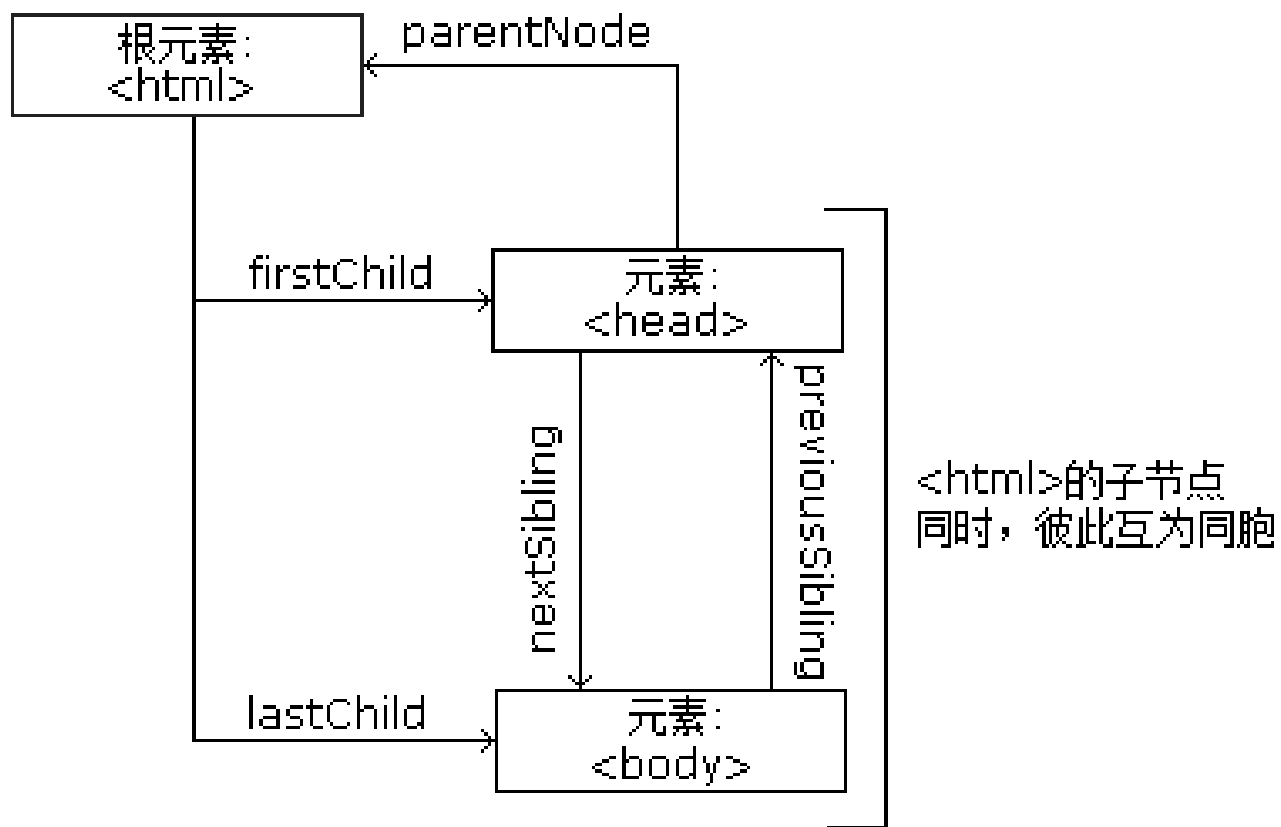 根元素:
<html>
parentNode
firstChild
元素:
<head>
nextSibling
previousSibling
<html>的子节点
同时，彼此互为同胞
lastChild
元素:
<body>